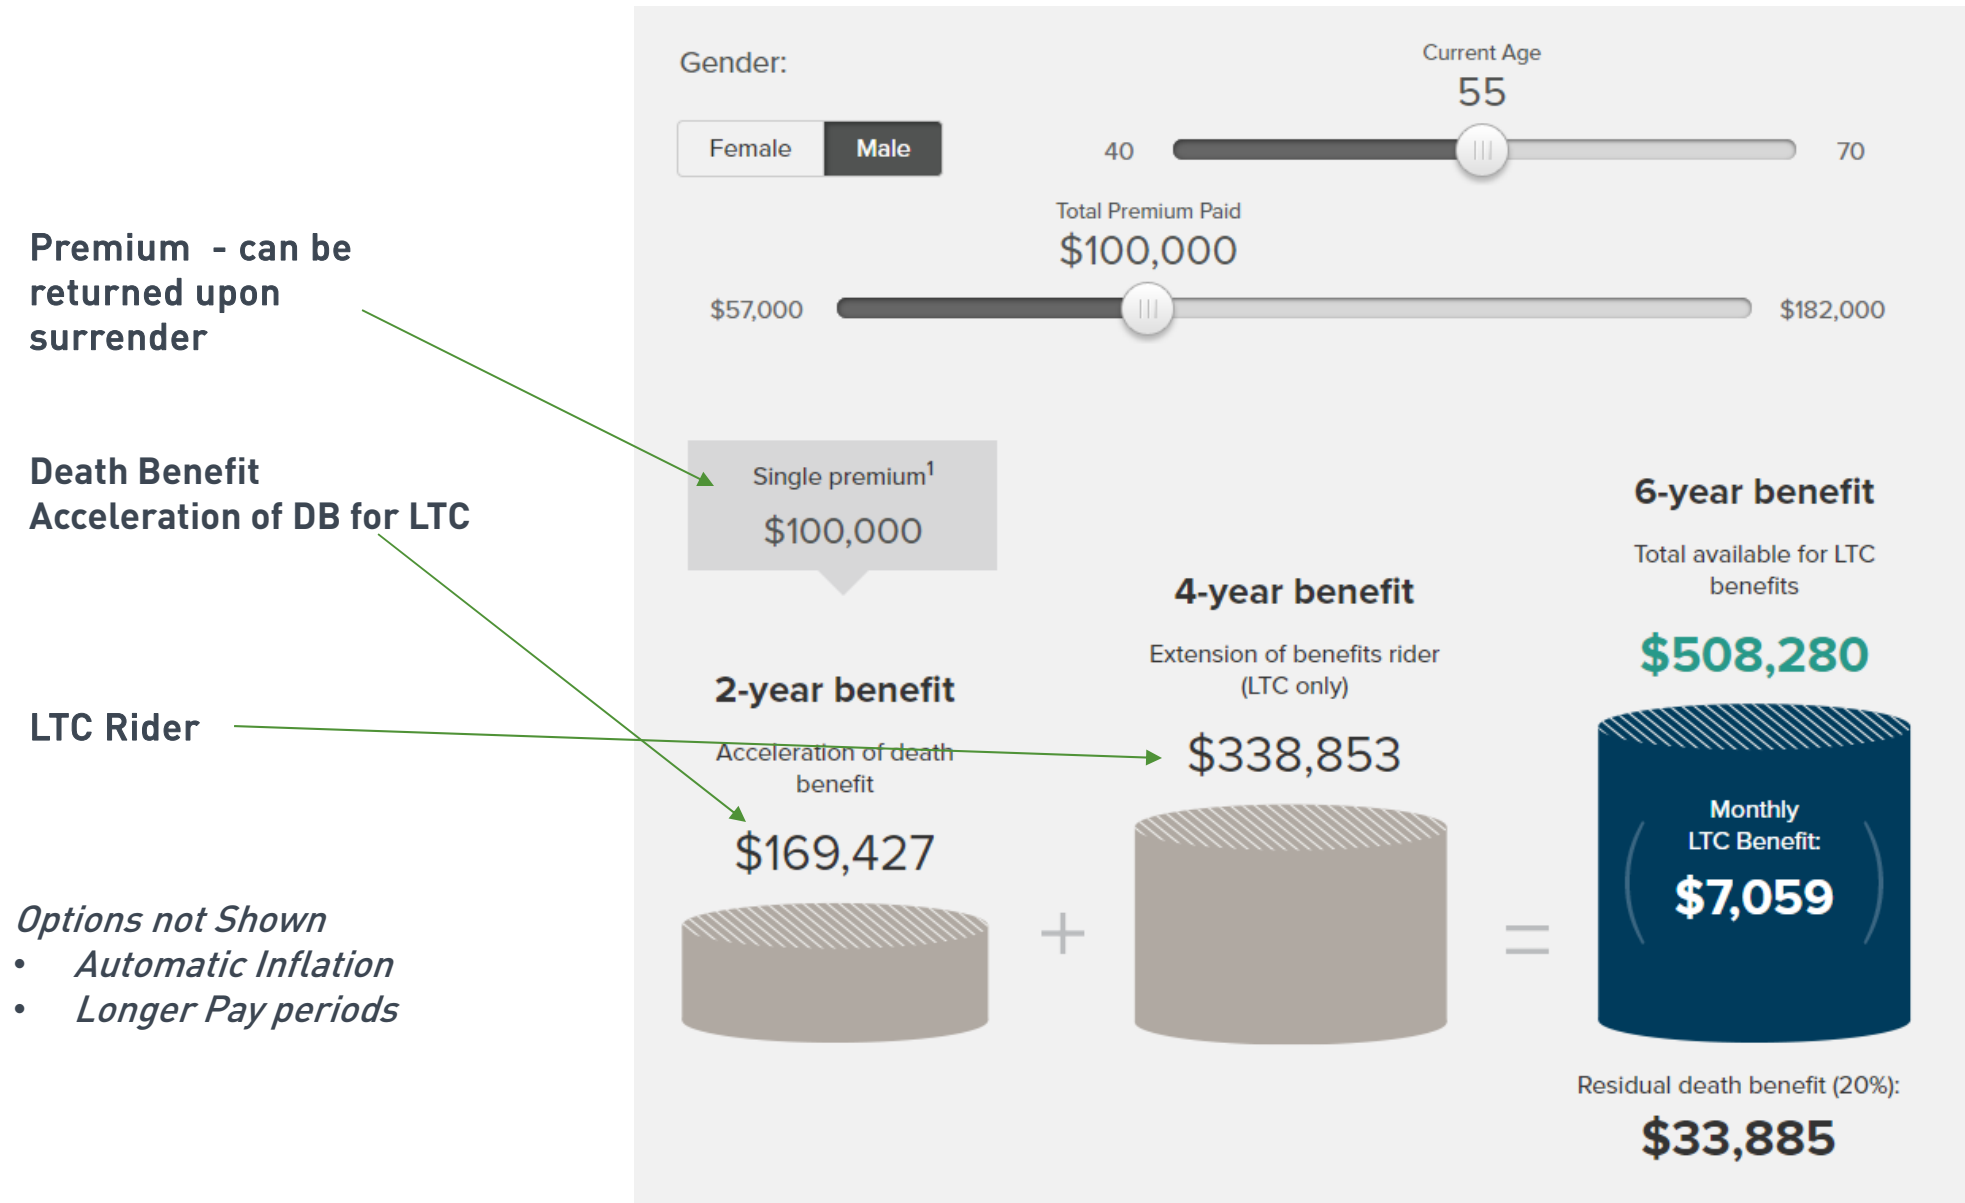 Premium - can be
returned upon
surrender
Death Benefit
Acceleration of DB for LTC
LTC Rider
Options not Shown
• Automatic Inflation
• Longer Pay periods
Gender:
Female Male
Current Age
55
40 70
Total Premium Paid
$100,000
$57,000 $182,000
Single premium¹
$100,000
2-year benefit
Acceleration of death
benefit
$169,427
+
4-year benefit
Extension of benefits rider
(LTC only)
$338,853
=
6-year benefit
Total available for LTC
benefits
$508,280
Monthly
LTC Benefit:
$7,059
Residual death benefit (20%):
$33,885